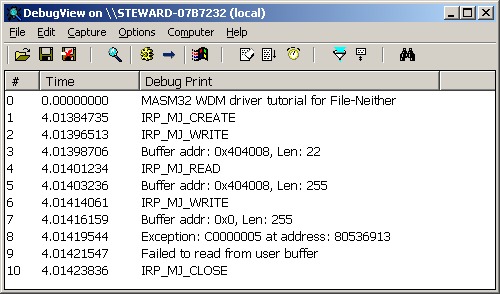 DebugView on \\STEWARD-07B7232 (local)
File Edit Capture Options Computer Help
# Time Debug Print
0 0.00000000 MASM32 WDM driver tutorial for File-Neither
1 4.01384735 IRP_MJ_CREATE
2 4.01396513 IRP_MJ_WRITE
3 4.01398706 Buffer addr: 0x404008, Len: 22
4 4.01401234 IRP_MJ_READ
5 4.01403236 Buffer addr: 0x404008, Len: 255
6 4.01414061 IRP_MJ_WRITE
7 4.01416159 Buffer addr: 0x0, Len: 255
8 4.01419544 Exception: C0000005 at address: 80536913
9 4.01421547 Failed to read from user buffer
10 4.01423836 IRP_MJ_CLOSE